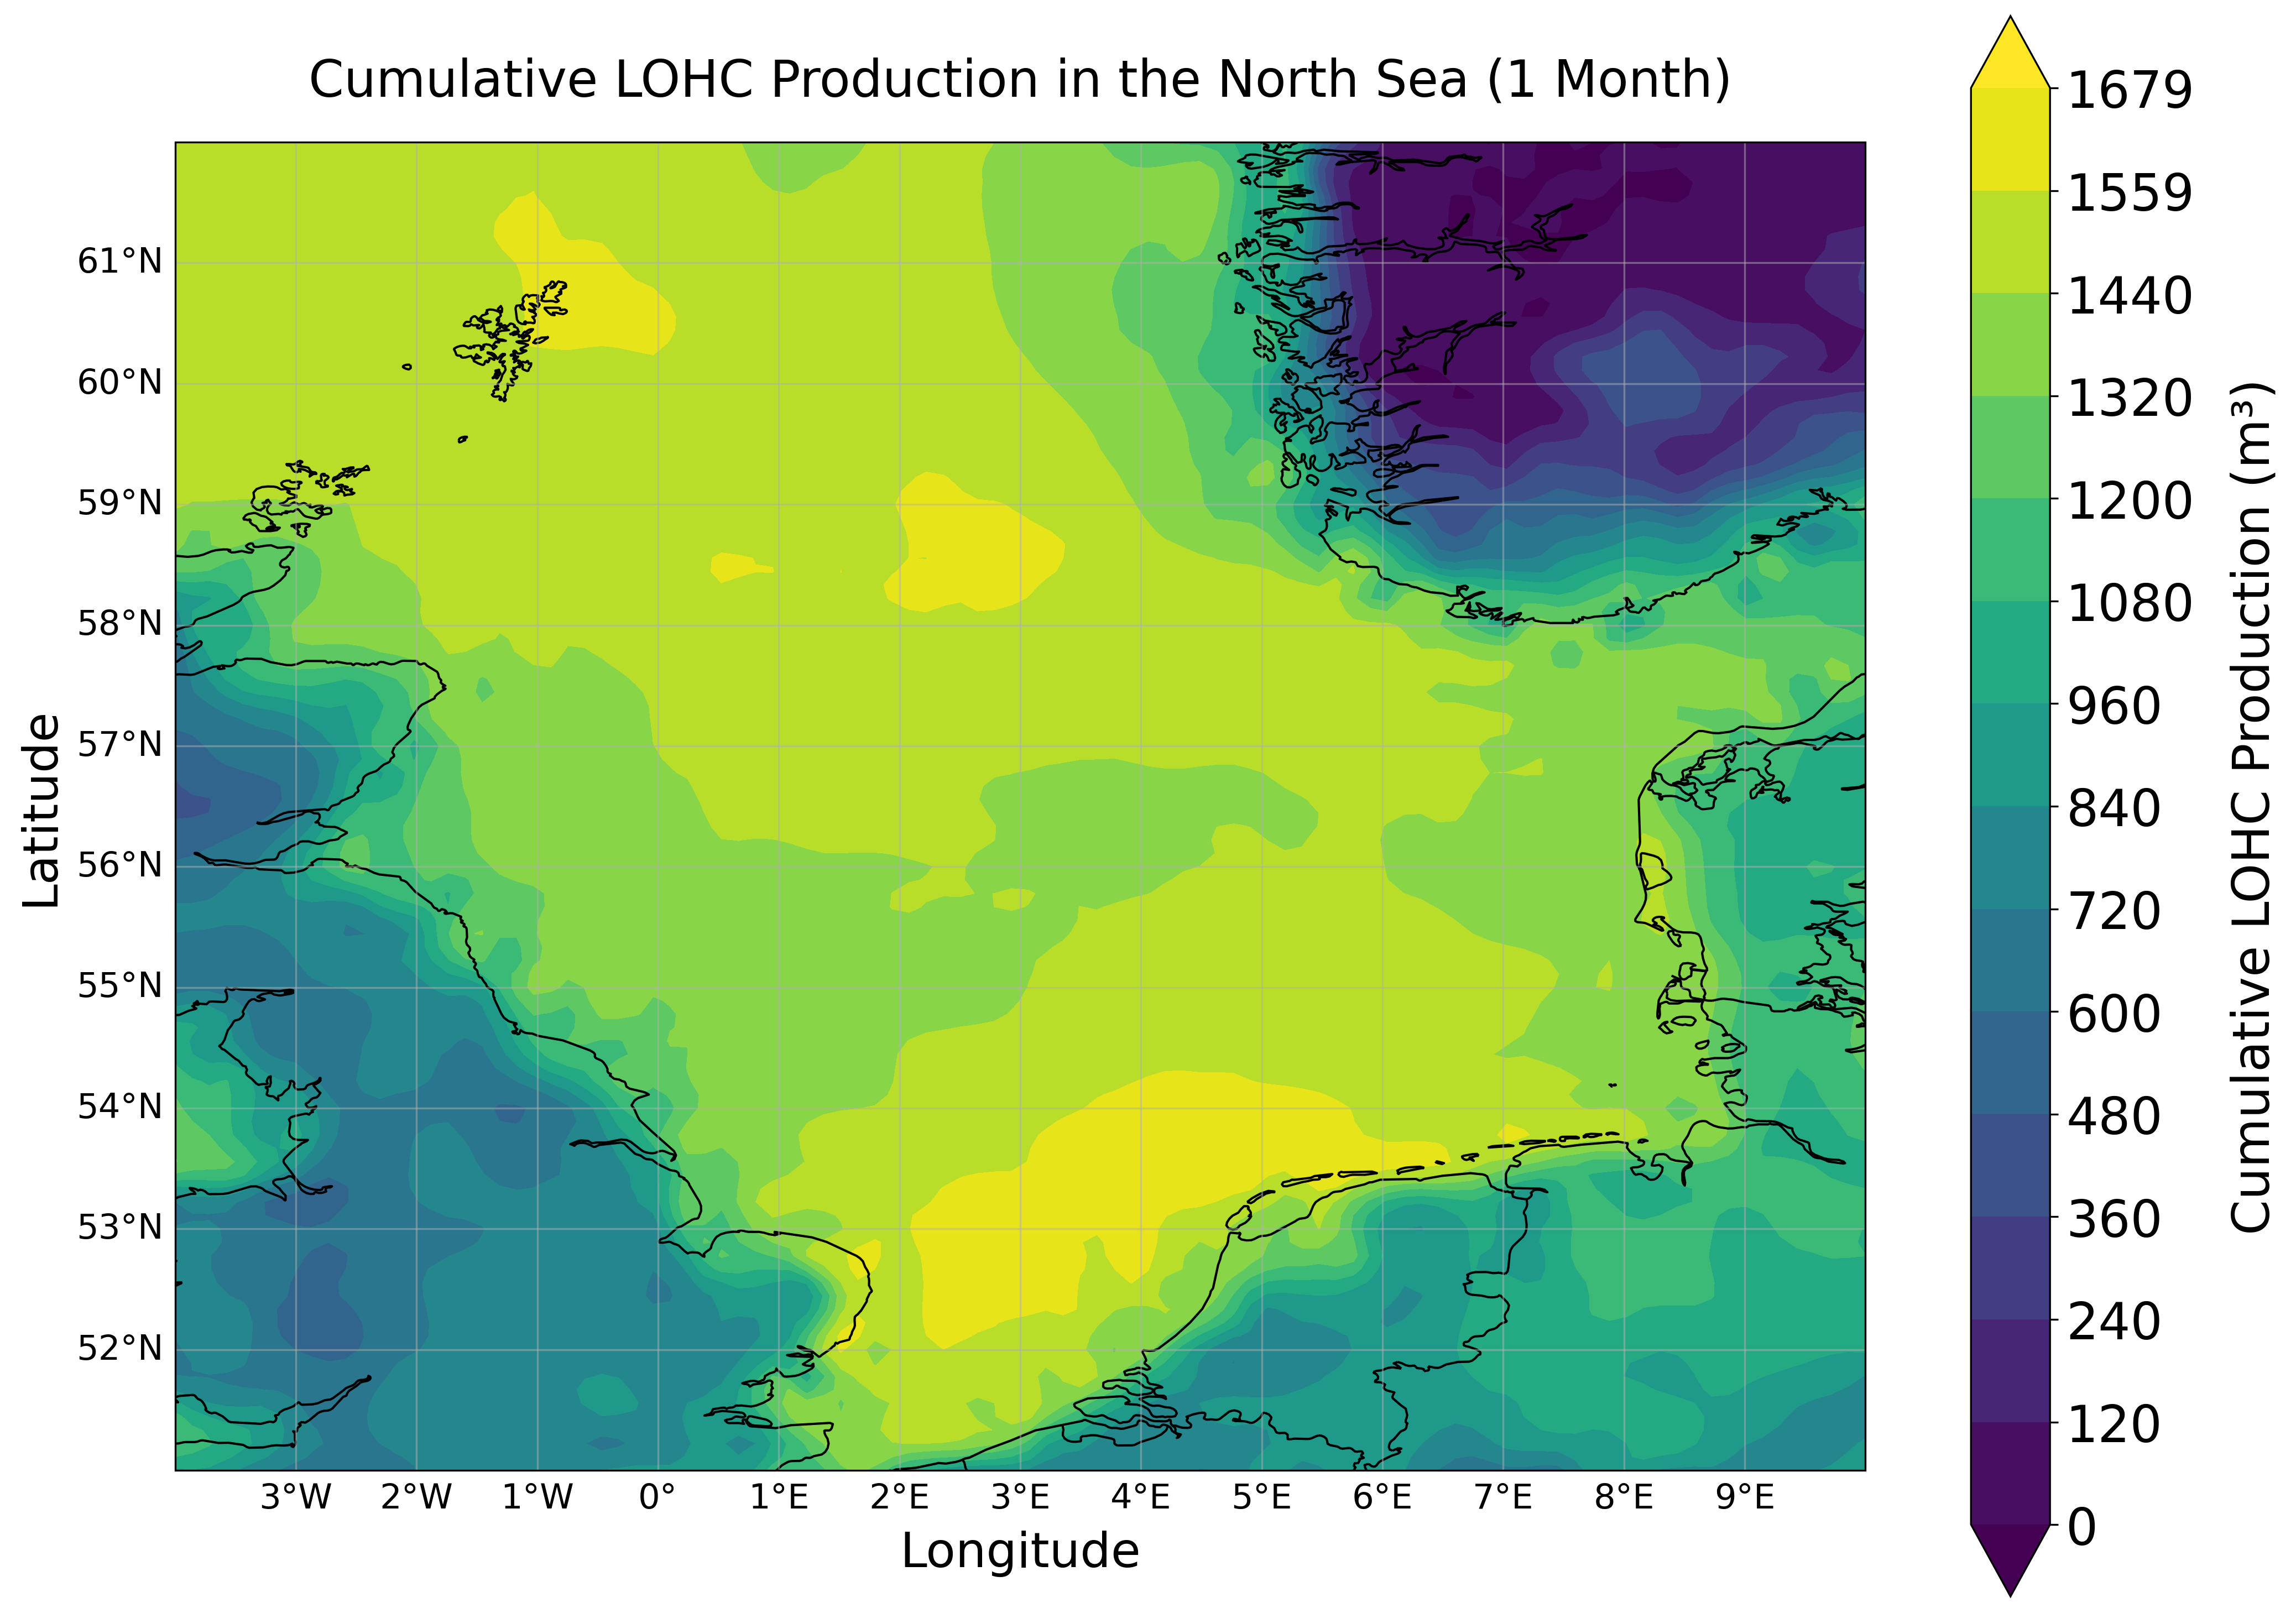 Cumulative LOHC Production in the North Sea (1 Month)
61°N
60°N
59°N
58°N
57°N
56°N
55°N
54°N
53°N
52°N
Latitude
3°W 2°W 1°W 0° 1°E 2°E 3°E 4°E 5°E 6°E 7°E 8°E 9°E
Longitude
1679
1559
1440
1320
1200
1080
960
840
720
600
480
360
240
120
0
Cumulative LOHC Production (m³)